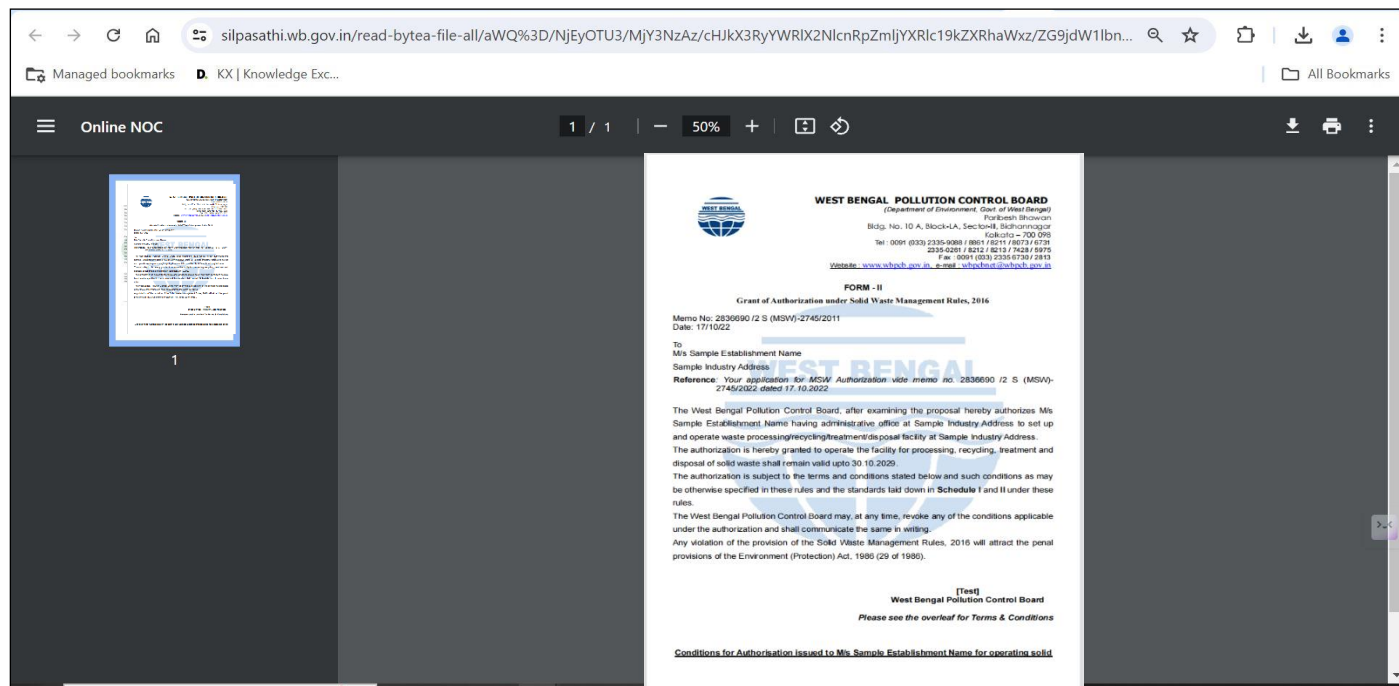 silpasathi.wb.gov.in/read-bytea-file-all/aWQ%3D/NjEyOTU3/MjY3NzAz/cHJkX3RyYWRlX2NlcnRpZmljYXRlc19kZXRhaWxz/ZG9jdW1lbn...
Managed bookmarks D. KX | Knowledge Exc... All Bookmarks
Online NOC 1 / 1 50%
1
WEST BENGAL
WEST BENGAL POLLUTION CONTROL BOARD
(Department of Environment, Govt. of West Bengal)
Paribesh Bhawan
Bldg. No. 10 A, Block-LA, Sector-III, Bidhannagar
Kolkata – 700 098
Tel : 0091 (033) 2335-9088 / 8861 / 8211 / 8073 / 6731
2335-0261 / 8212 / 8213 / 7428 / 5975
Fax : 0091 (033) 2335 6730 / 2813
Website : www.wbpcb.gov.in, e-mail : wbpcbnet@wbpcb.gov.in
FORM - II
Grant of Authorization under Solid Waste Management Rules, 2016
Memo No: 2836690 /2 S (MSW)-2745/2011
Date: 17/10/22
To
M/s Sample Establishment Name
Sample Industry Address
WEST BENGAL
Reference: Your application for MSW Authorization vide memo no. 2836690 /2 S (MSW)-
2745/2022 dated 17.10.2022
The West Bengal Pollution Control Board, after examining the proposal hereby authorizes M/s
Sample Establishment Name having administrative office at Sample Industry Address to set up
and operate waste processing/recycling/treatment/disposal facility at Sample Industry Address.
The authorization is hereby granted to operate the facility for processing, recycling, treatment and
disposal of solid waste shall remain valid upto 30.10.2029.
The authorization is subject to the terms and conditions stated below and such conditions as may
be otherwise specified in these rules and the standards laid down in Schedule I and II under these
rules.
The West Bengal Pollution Control Board may, at any time, revoke any of the conditions applicable
under the authorization and shall communicate the same in writing.
Any violation of the provision of the Solid Waste Management Rules, 2016 will attract the penal
provisions of the Environment (Protection) Act, 1986 (29 of 1986).
[Test]
West Bengal Pollution Control Board
Please see the overleaf for Terms & Conditions
Conditions for Authorisation issued to M/s Sample Establishment Name for operating solid